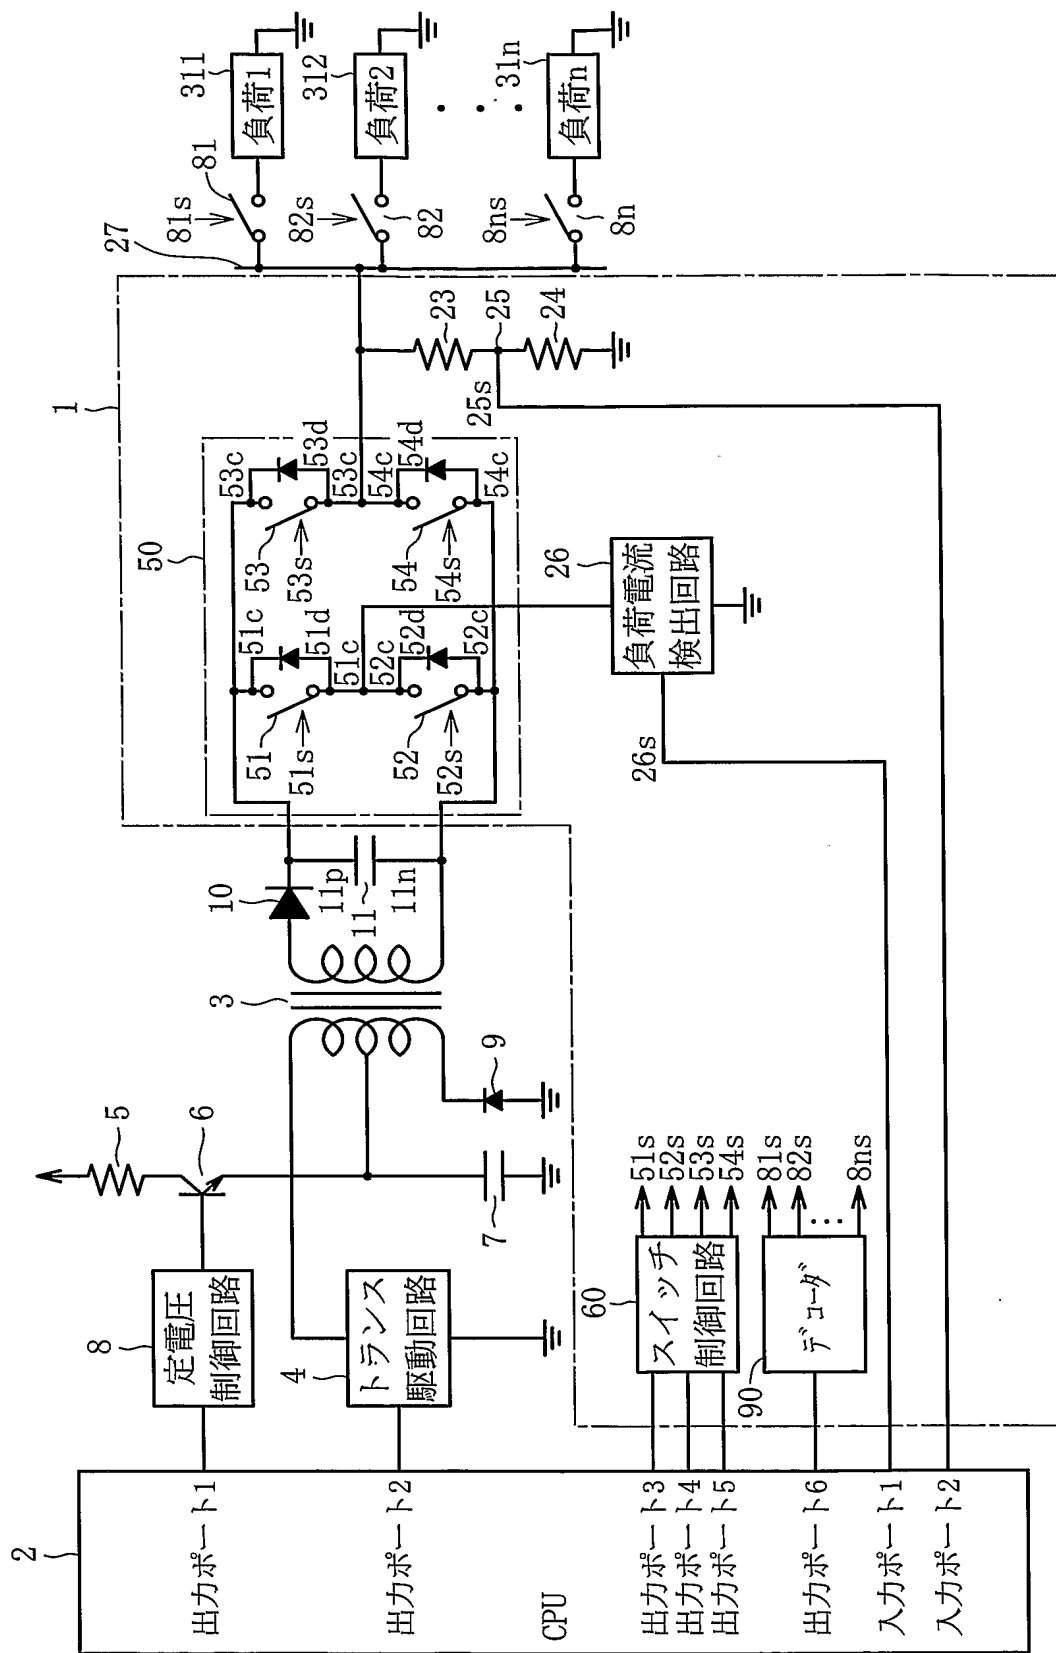 2
CPU
出力ポート1
出力ポート2
出力ポート3
出力ポート4
出力ポート5
出力ポート6
入力ポート1
入力ポート2
8
定電圧
制御回路
4
トランス
駆動回路
5
6
7
3
9
10
11p
11
11n
60
スイッチ
制御回路
51s
52s
53s
54s
90
デコーダ
81s
82s
8ns
1
50
51
51s
51c
51d
51c
52
52s
52c
52d
52c
53
53s
53c
53d
53c
54
54s
54c
54d
54c
26
負荷電流
検出回路
26s
23
25
24
25s
27
81s
81
82s
82
8ns
8n
311
負荷1
312
負荷2
31n
負荷n